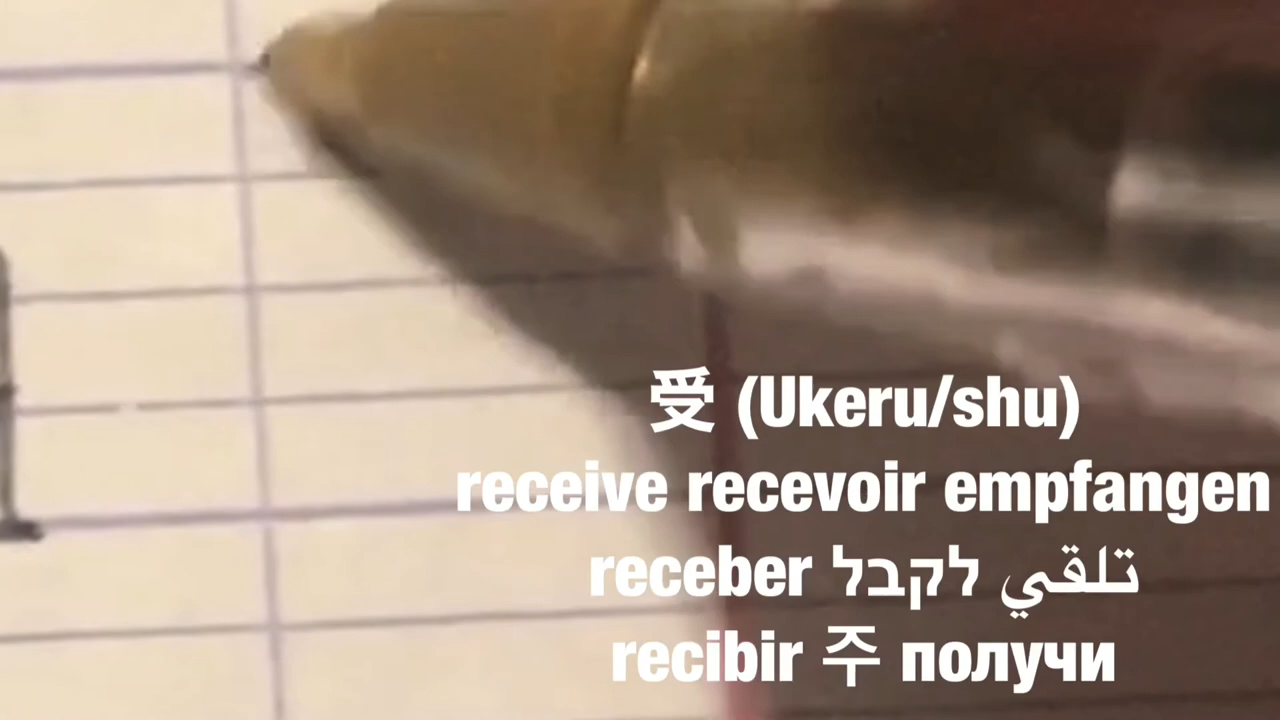 受 (Ukeru/shu)
receive recevoir empfangen
receber לקבל تلقي
recibir 주 получи